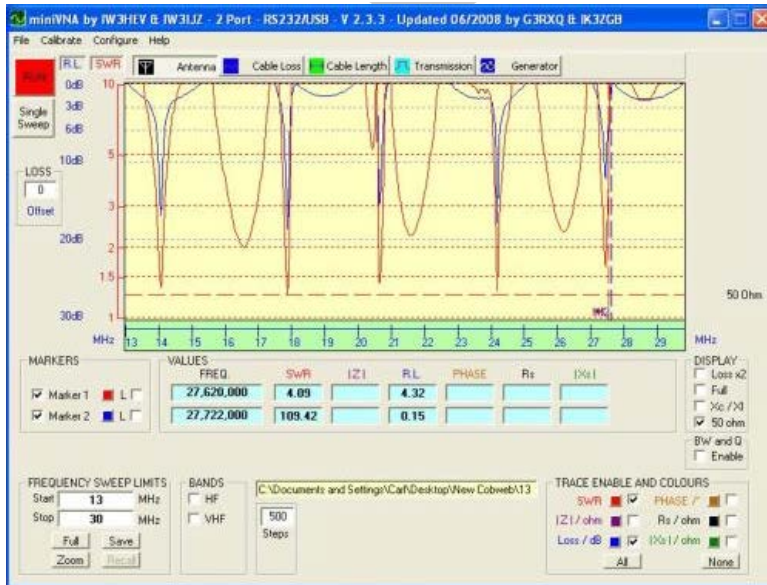 miniVNA by IW3HEV & IW3IJZ - 2 Port - RS232/USB - V 2.3.3 - Updated 06/2008 by G3RXQ & IK3ZGB
File Calibrate Configure Help
R.L SWR Antenna Cable Loss Cable Length Transmission Generator
Single Sweep
0dB 10
3dB
6dB
10dB 5
LOSS
0
Offset
3
20dB 2
1.5
50 Ohm
30dB 1
MHz 13 14 15 16 17 18 19 20 21 22 23 24 25 26 27 28 29 MHz
MARKERS VALUES DISPLAY
FREQ. SWR |Z| R.L PHASE Rs |Xs|
Marker 1 L 27,620,000 4.09 4.32
Marker 2 L 27,722,000 109.42 0.15
Loss x2
Full
Xc / Xl
50 ohm
BW and Q
Enable
FREQUENCY SWEEP LIMITS BANDS TRACE ENABLE AND COLOURS
Start 13 MHz
Stop 30 MHz
Full Save
Zoom Recall
HF
VHF
C:\Documents and Settings\Carl\Desktop\New Cobweb\13
500
Steps
SWR PHASE /°
|Z| / ohm Rs / ohm
Loss / dB |Xs| / ohm
All None